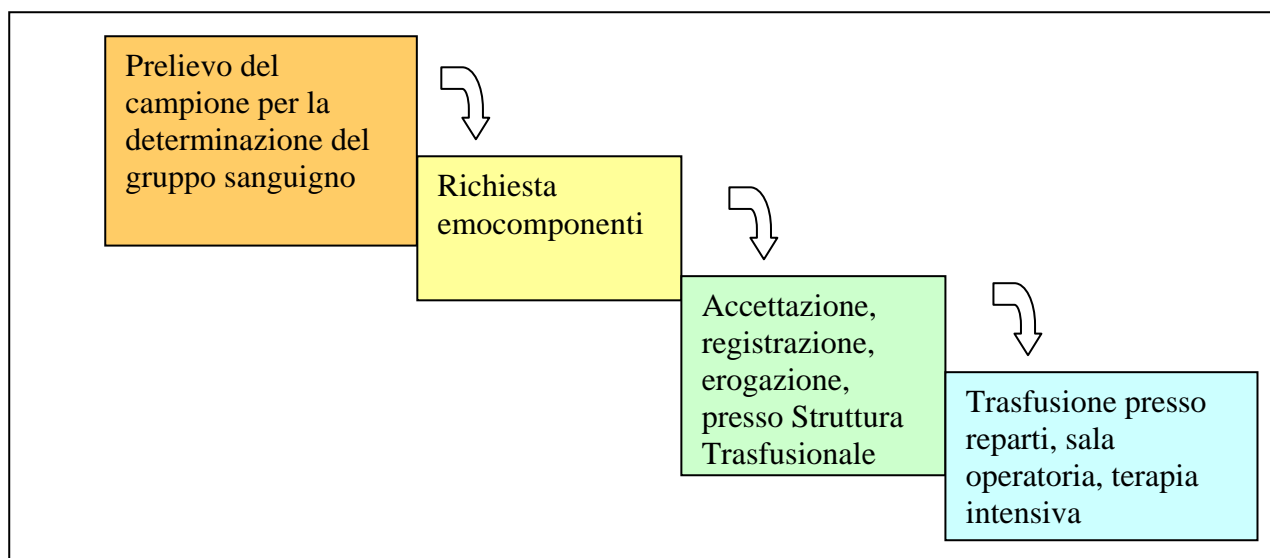 Prelievo del
campione per la
determinazione del
gruppo sanguigno
Richiesta
emocomponenti
Accettazione,
registrazione,
erogazione,
presso Struttura
Trasfusionale
Trasfusione presso
reparti, sala
operatoria, terapia
intensiva